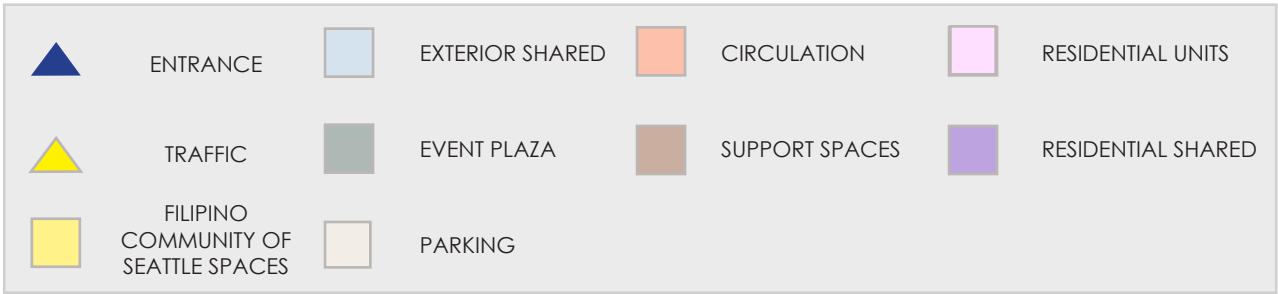 ENTRANCE
EXTERIOR SHARED
CIRCULATION
RESIDENTIAL UNITS
TRAFFIC
EVENT PLAZA
SUPPORT SPACES
RESIDENTIAL SHARED
FILIPINO
COMMUNITY OF
SEATTLE SPACES
PARKING